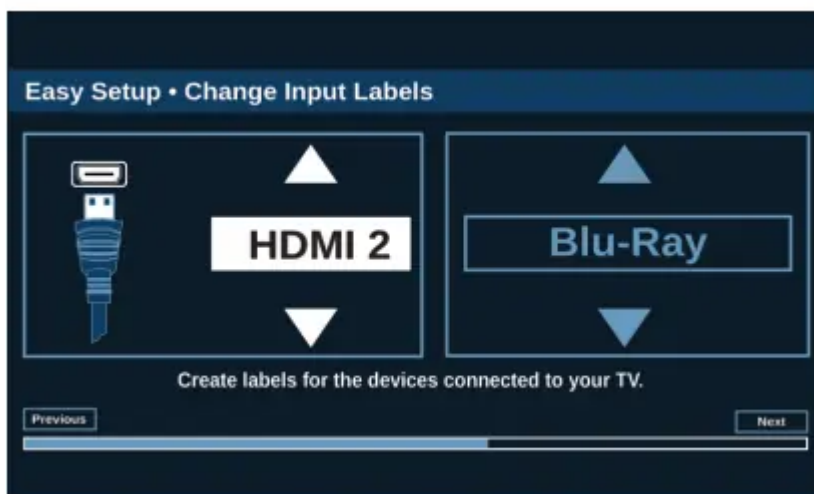 Easy Setup • Change Input Labels
HDMI 2
Blu-Ray
Create labels for the devices connected to your TV.
Previous
Next